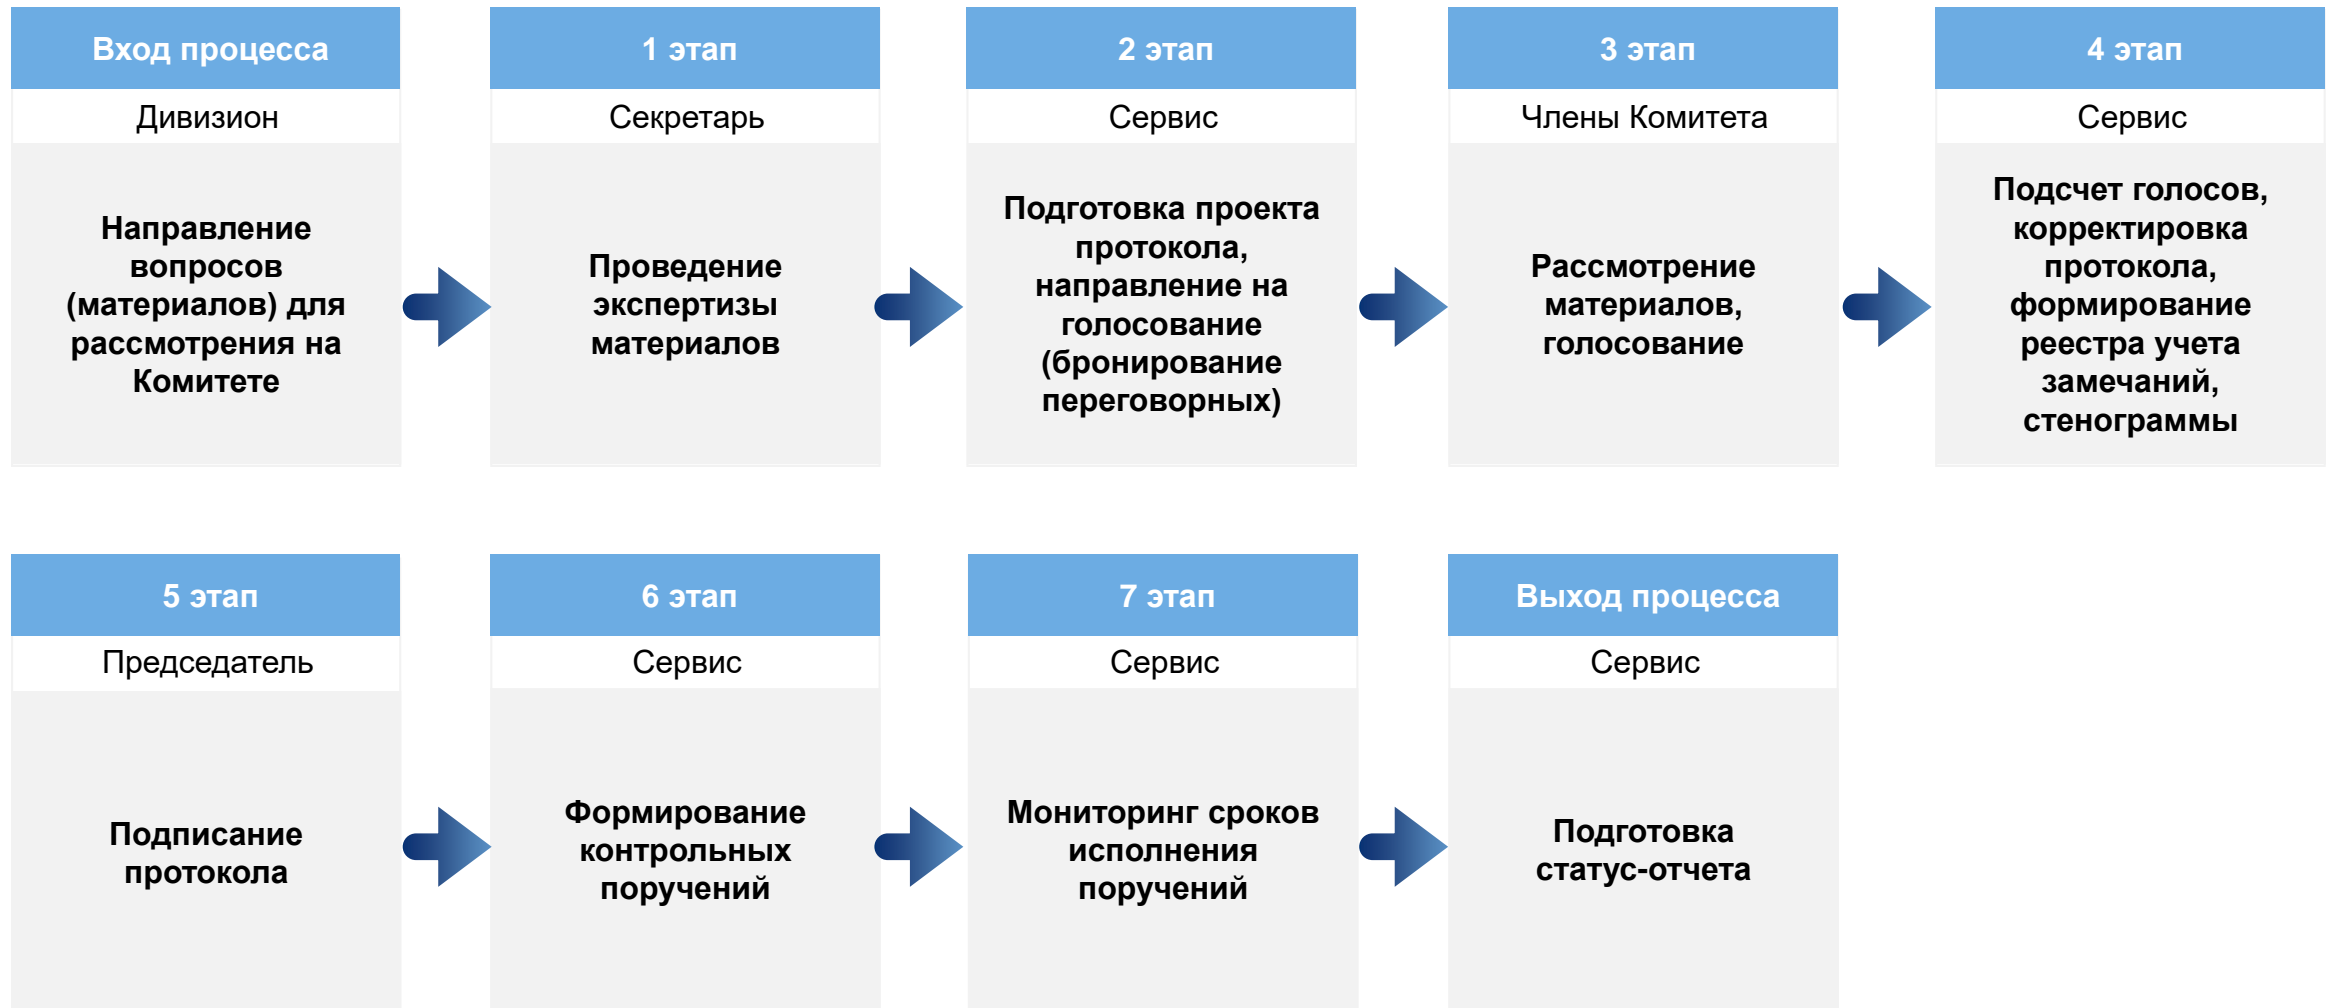 Вход процесса
Дивизион
Направление
вопросов
(материалов) для
рассмотрения на
Комитете
1 этап
Секретарь
Проведение
экспертизы
материалов
2 этап
Сервис
Подготовка проекта
протокола,
направление на
голосование
(бронирование
переговорных)
3 этап
Члены Комитета
Рассмотрение
материалов,
голосование
4 этап
Сервис
Подсчет голосов,
корректировка
протокола,
формирование
реестра учета
замечаний,
стенограммы
5 этап
Председатель
Подписание
протокола
6 этап
Сервис
Формирование
контрольных
поручений
7 этап
Сервис
Мониторинг сроков
исполнения
поручений
Выход процесса
Сервис
Подготовка
статус-отчета